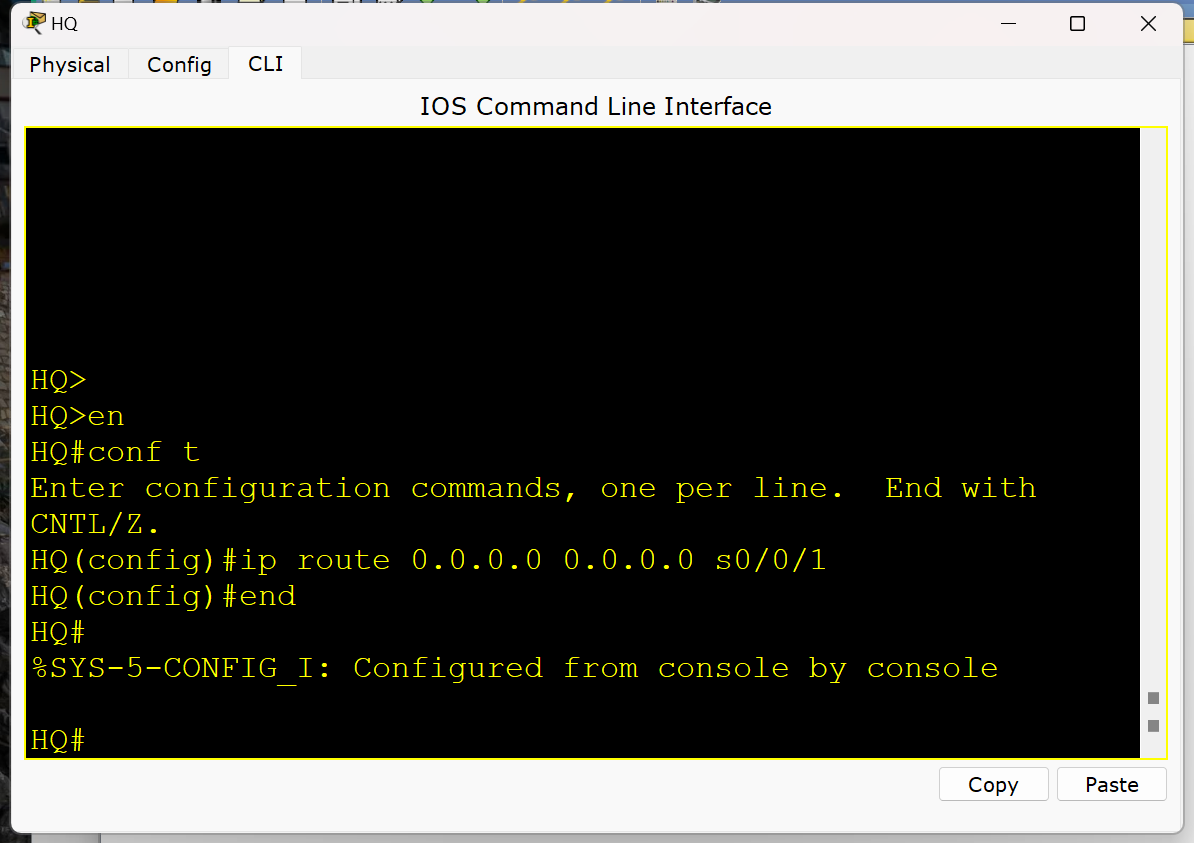 HQ
Physical Config CLI
IOS Command Line Interface
HQ>
HQ>en
HQ#conf t
Enter configuration commands, one per line.  End with
CNTL/Z.
HQ(config)#ip route 0.0.0.0 0.0.0.0 s0/0/1
HQ(config)#end
HQ#
%SYS-5-CONFIG_I: Configured from console by console
HQ#
Copy Paste